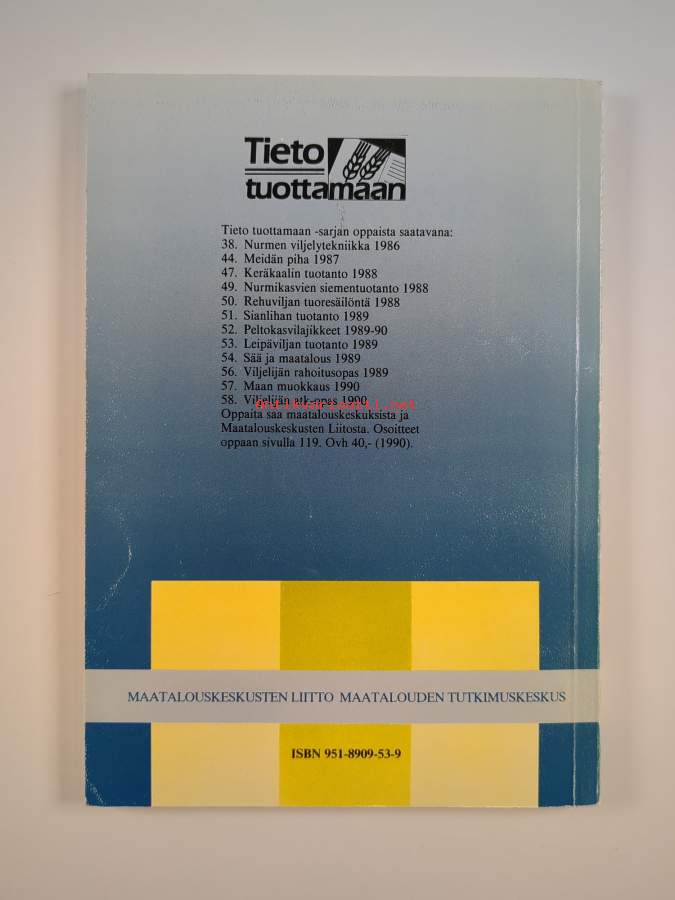 Tieto
tuottamaan
Tieto tuottamaan -sarjan oppaista saatavana:
38. Nurmen viljelytekniikka 1986
44. Meidän piha 1987
47. Keräkaalin tuotanto 1988
49. Nurmikasvien siementuotanto 1988
50. Rehuviljan tuoresäilöntä 1988
51. Sianlihan tuotanto 1989
52. Peltokasvilajikkeet 1989-90
53. Leipäviljan tuotanto 1989
54. Sää ja maatalous 1989
56. Viljelijän rahoitusopas 1989
57. Maan muokkaus 1990
58. Viljelijän atk-opas 1990
antikvariaatti.net
Oppaita saa maatalouskeskuksista ja
Maatalouskeskusten Liitosta. Osoitteet
oppaan sivulla 119. Ovh 40,- (1990).
MAATALOUSKESKUSTEN LIITTO MAATALOUDEN TUTKIMUSKESKUS
ISBN 951-8909-53-9